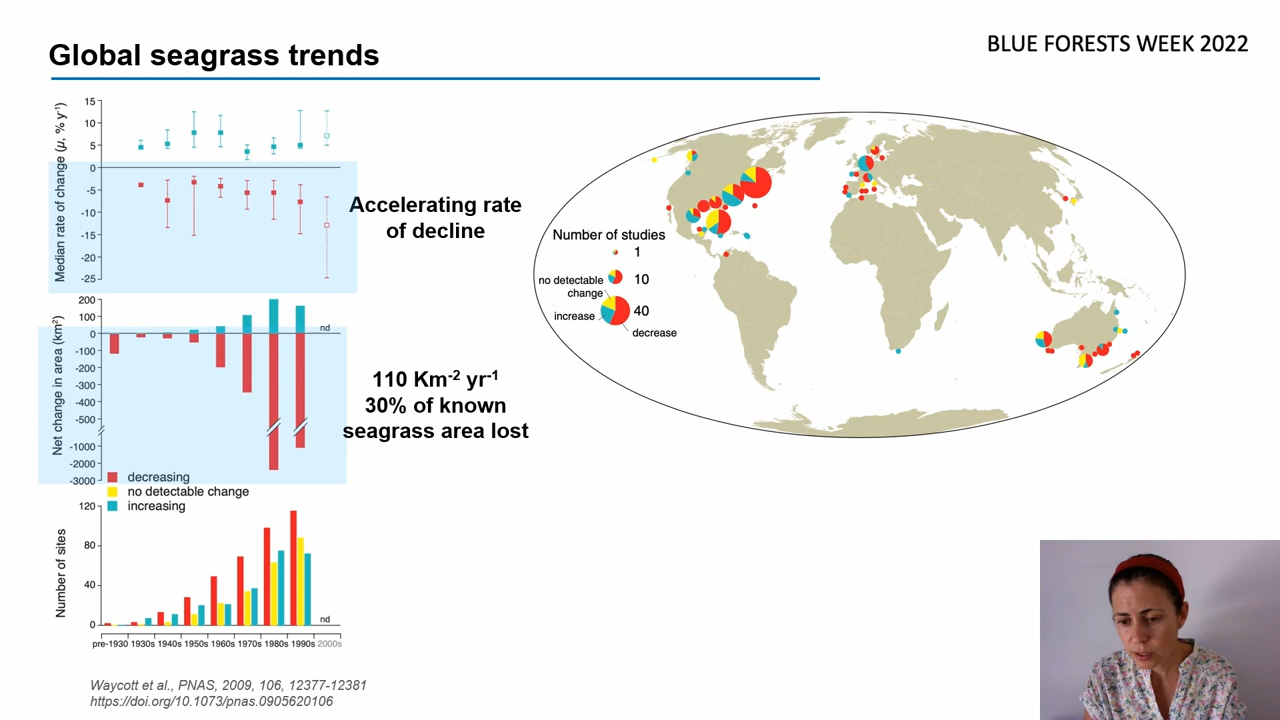 Global seagrass trends
BLUE FORESTS WEEK 2022
Median rate of change (μ, % y⁻¹)
15
10
5
0
-5
-10
-15
-20
-25
Accelerating rate
of decline
Net change in area (km²)
200
100
0
-100
-200
-300
-400
-500
-1000
-2000
-3000
nd
110 Km⁻² yr⁻¹
30% of known
seagrass area lost
decreasing
no detectable change
increasing
Number of sites
120
80
40
0
nd
pre-1930 1930s 1940s 1950s 1960s 1970s 1980s 1990s 2000s
Number of studies
1
10
40
no detectable
change
increase
decrease
Waycott et al., PNAS, 2009, 106, 12377-12381
https://doi.org/10.1073/pnas.0905620106